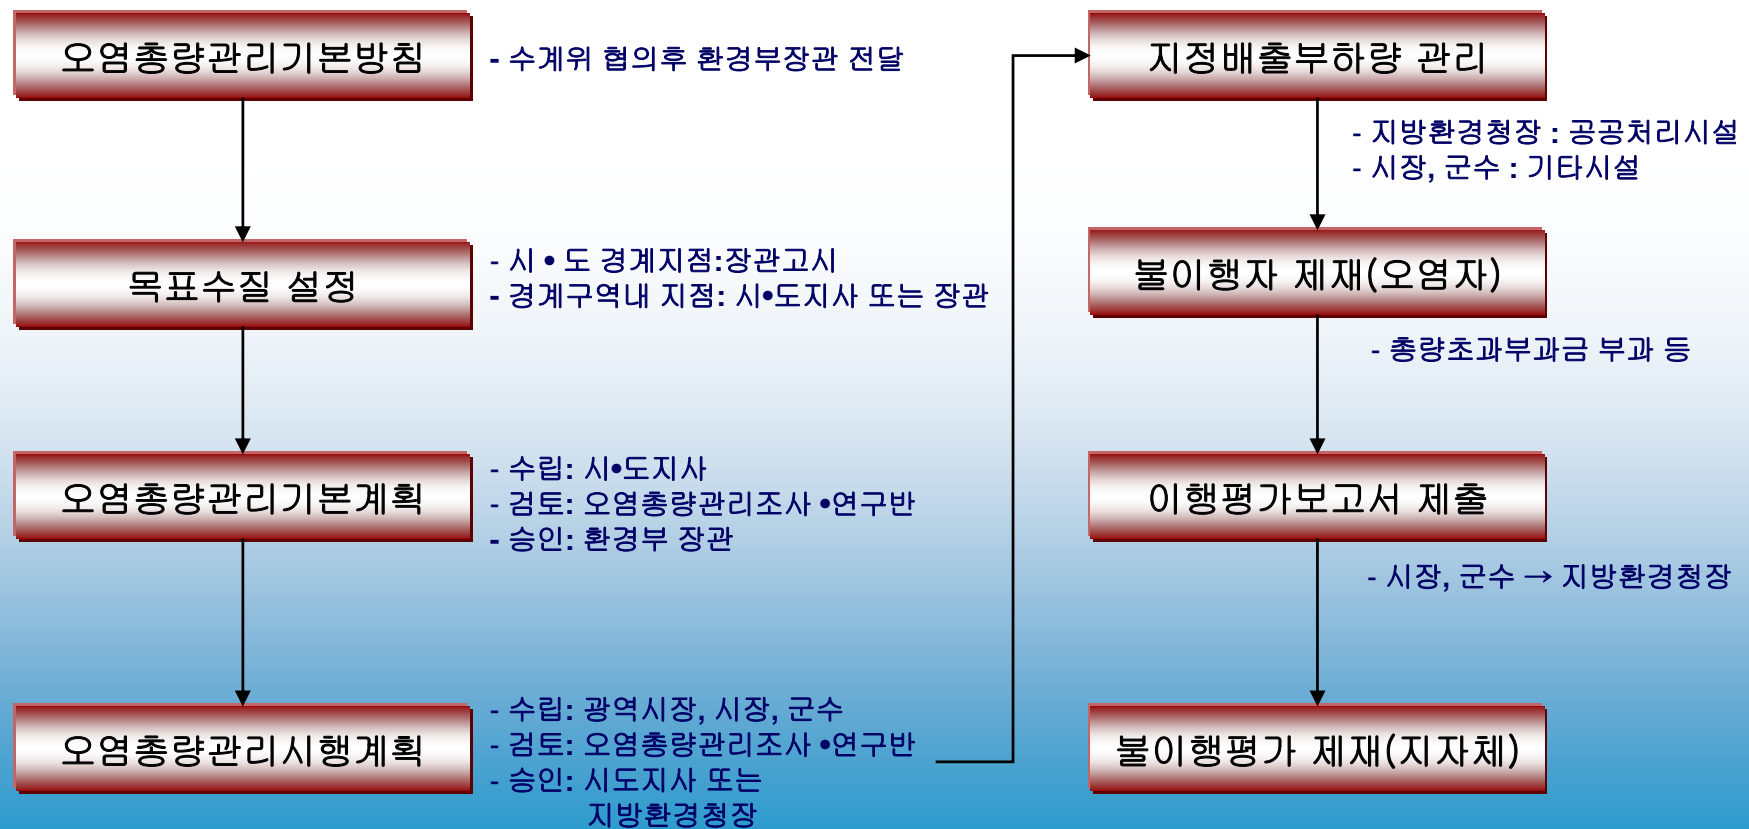 오염총량관리기본방침
- 수계위 협의후 환경부장관 전달
목표수질 설정
- 시 • 도 경계지점:장관고시
- 경계구역내 지점: 시•도지사 또는 장관
오염총량관리기본계획
- 수립: 시•도지사
- 검토: 오염총량관리조사 •연구반
- 승인: 환경부 장관
오염총량관리시행계획
- 수립: 광역시장, 시장, 군수
- 검토: 오염총량관리조사 •연구반
- 승인: 시도지사 또는
지방환경청장
지정배출부하량 관리
- 지방환경청장 : 공공처리시설
- 시장, 군수 : 기타시설
불이행자 제재(오염자)
- 총량초과부과금 부과 등
이행평가보고서 제출
- 시장, 군수 → 지방환경청장
불이행평가 제재(지자체)